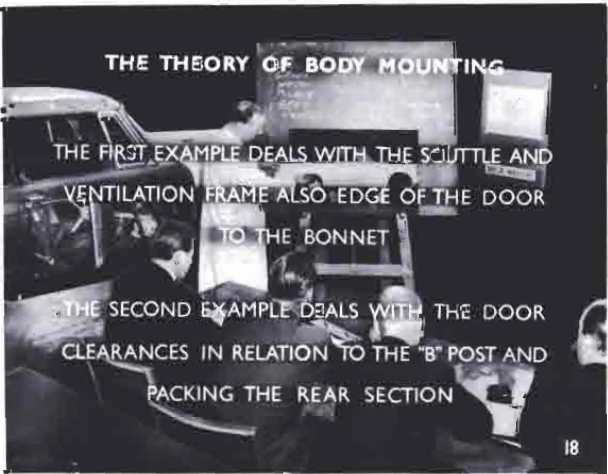 THE THEORY OF BODY MOUNTING
THE FIRST EXAMPLE DEALS WITH THE SCUTTLE AND
VENTILATION FRAME ALSO EDGE OF THE DOOR
TO THE BONNET
THE SECOND EXAMPLE DEALS WITH THE DOOR
CLEARANCES IN RELATION TO THE "B" POST AND
PACKING THE REAR SECTION
18